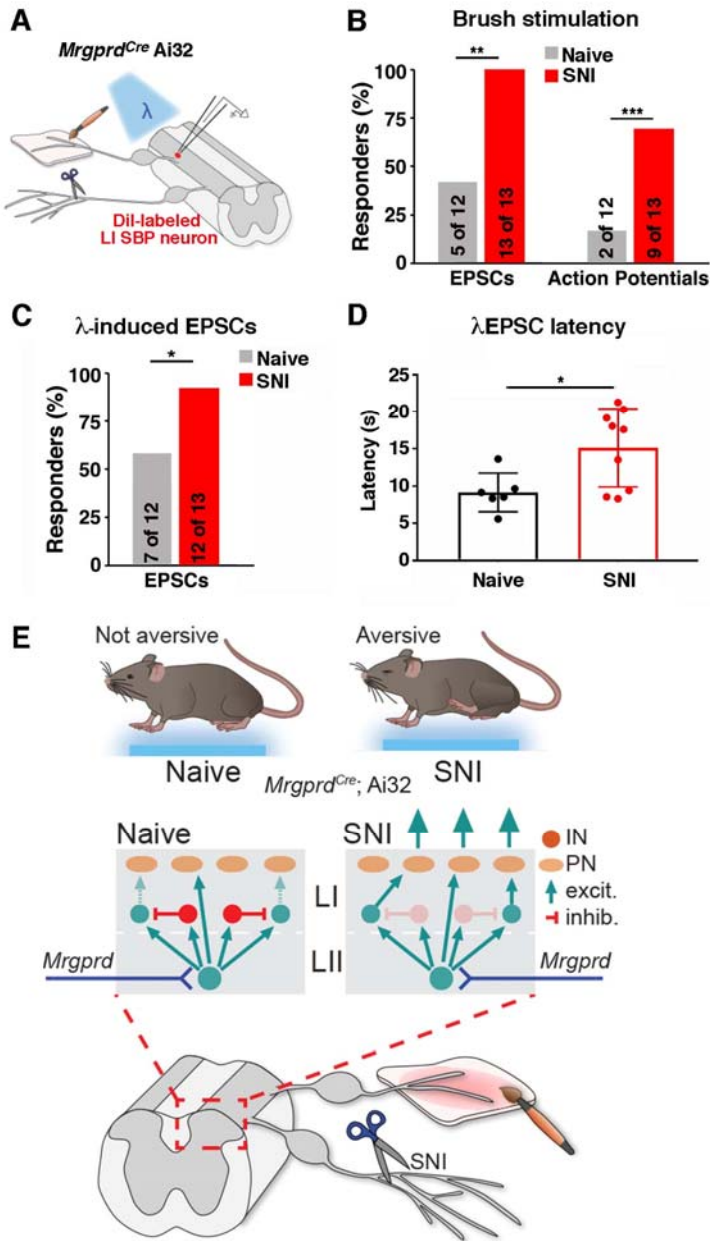 A
Mrgprd^Cre Ai32
λ
DiI-labeled
LI SBP neuron
B
Brush stimulation
Naive
SNI
** ***
100
75
50
25
0
Responders (%)
5 of 12
13 of 13
2 of 12
9 of 13
EPSCs Action Potentials
C
λ-induced EPSCs
Naive
SNI
*
100
75
50
25
0
Responders (%)
7 of 12
12 of 13
EPSCs
D
λEPSC latency
*
25
20
15
10
5
0
Latency (s)
Naive SNI
E
Not aversive Aversive
Naive SNI
Mrgprd^Cre; Ai32
Naive SNI
IN
PN
excit.
inhib.
LI
LII
Mrgprd Mrgprd
SNI